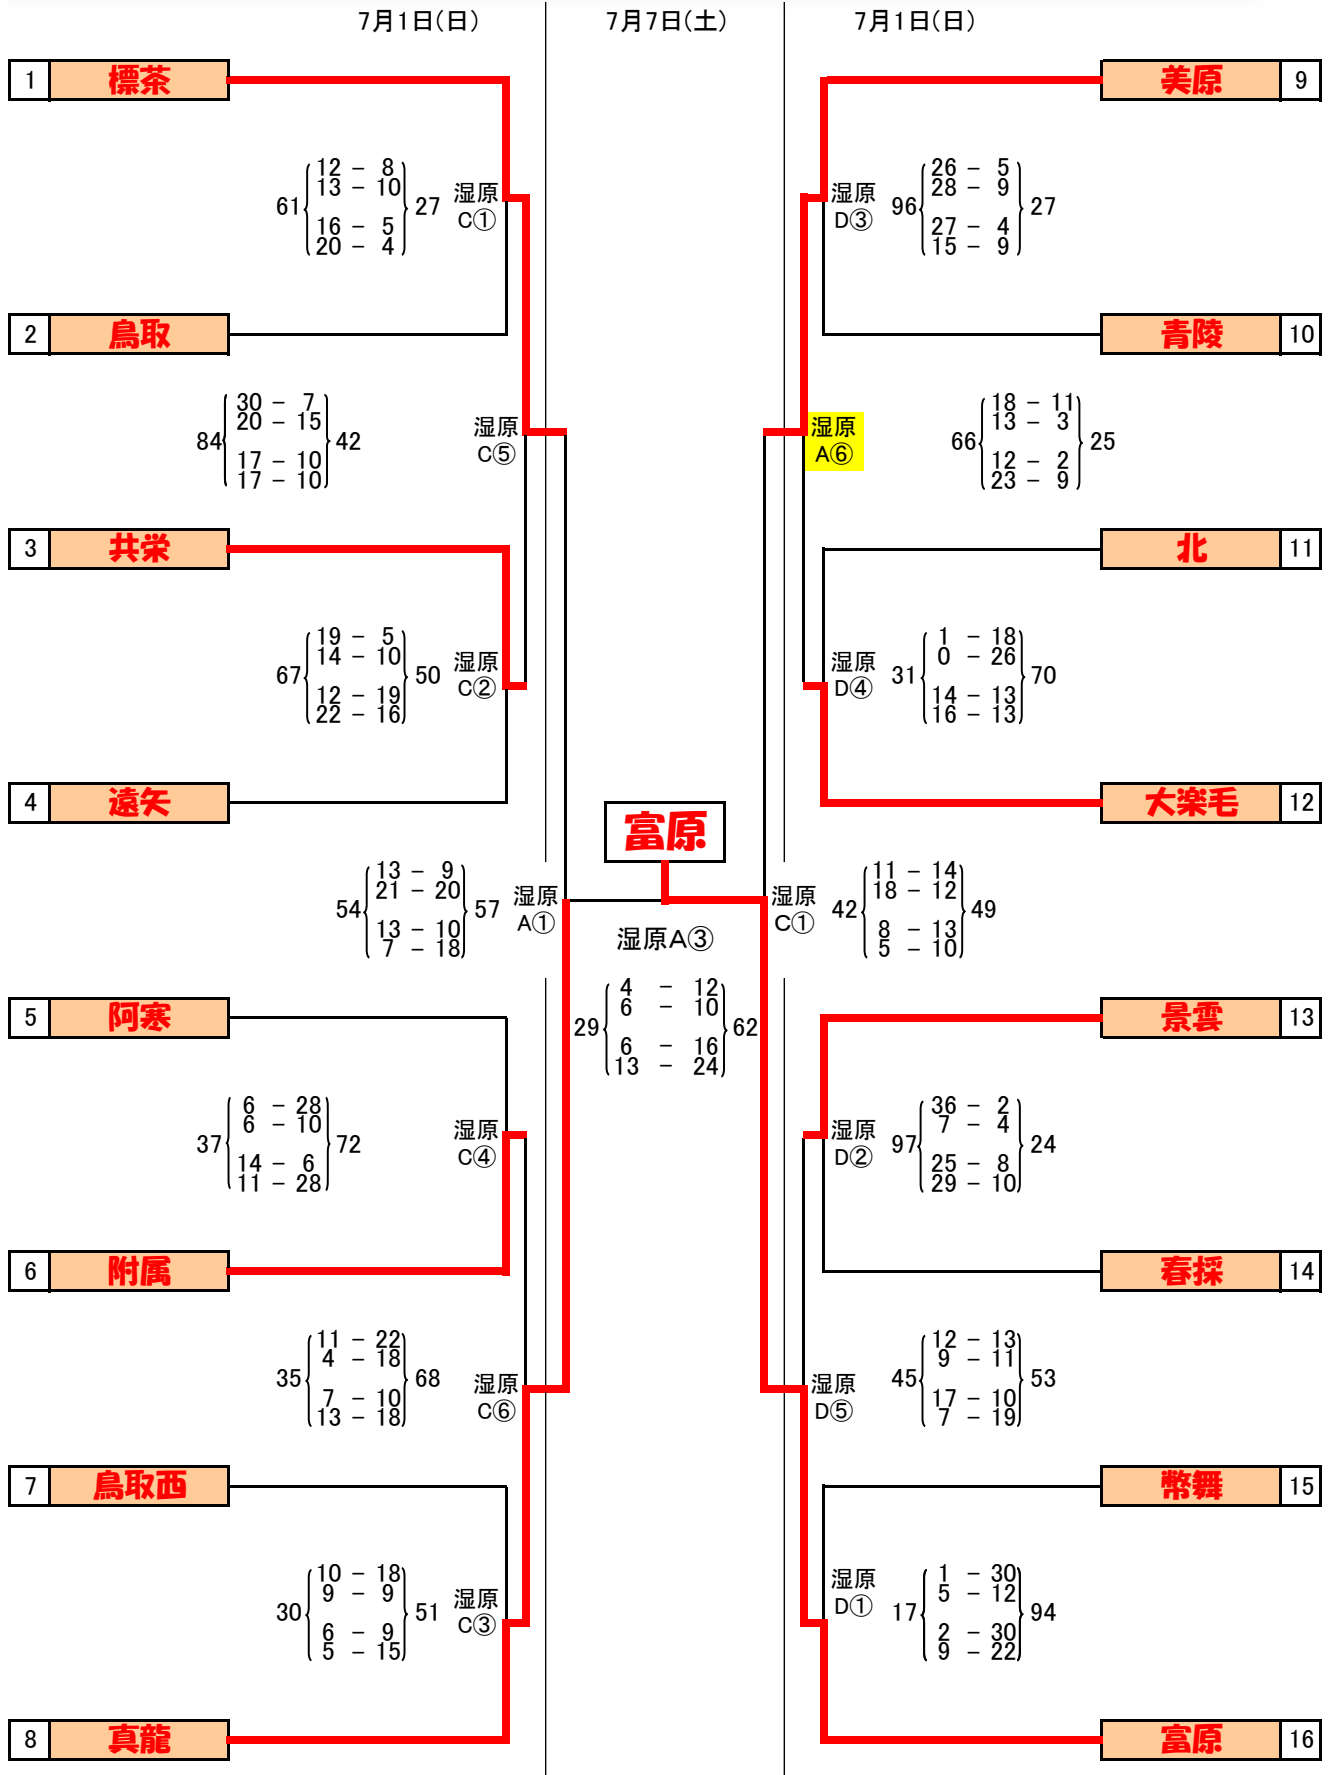 7月1日(日) 7月7日(土) 7月1日(日)
1 標茶
美原 9
12 − 8
13 − 10
61 27
16 − 5
20 − 4
湿原
C①
湿原
D③
26 − 5
28 − 9
96 27
27 − 4
15 − 9
2 鳥取
青陵 10
30 − 7
20 − 15
84 42
17 − 10
17 − 10
湿原
C⑤
湿原
A⑥
18 − 11
13 − 3
66 25
12 − 2
23 − 9
3 共栄
北 11
19 − 5
14 − 10
67 50
12 − 19
22 − 16
湿原
C②
湿原
D④
1 − 18
0 − 26
31 70
14 − 13
16 − 13
4 遠矢
大楽毛 12
富原
13 − 9
21 − 20
54 57
13 − 10
7 − 18
湿原
A①
湿原
C①
11 − 14
18 − 12
42 49
8 − 13
5 − 10
湿原A③
4 − 12
6 − 10
29 62
6 − 16
13 − 24
5 阿寒
景雲 13
6 − 28
6 − 10
37 72
14 − 6
11 − 28
湿原
C④
湿原
D②
36 − 2
7 − 4
97 24
25 − 8
29 − 10
6 附属
春採 14
11 − 22
4 − 18
35 68
7 − 10
13 − 18
湿原
C⑥
湿原
D⑤
12 − 13
9 − 11
45 53
17 − 10
7 − 19
7 鳥取西
幣舞 15
10 − 18
9 − 9
30 51
6 − 9
5 − 15
湿原
C③
湿原
D①
1 − 30
5 − 12
17 94
2 − 30
9 − 22
8 真龍
富原 16